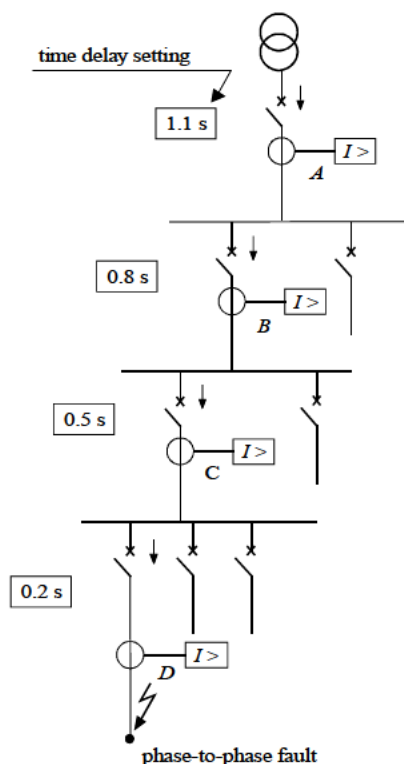 time delay setting
1.1 s
I >
A
0.8 s
I >
B
0.5 s
I >
C
0.2 s
I >
D
phase-to-phase fault